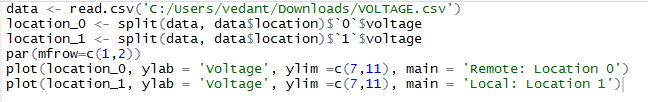 data <- read.csv('C:/Users/vedant/Downloads/VOLTAGE.csv')
location_0 <- split(data, data$location)$`0`$voltage
location_1 <- split(data, data$location)$`1`$voltage
par(mfrow=c(1,2))
plot(location_0, ylab = 'Voltage', ylim =c(7,11), main = 'Remote: Location 0')
plot(location_1, ylab = 'Voltage', ylim =c(7,11), main = 'Local: Location 1')